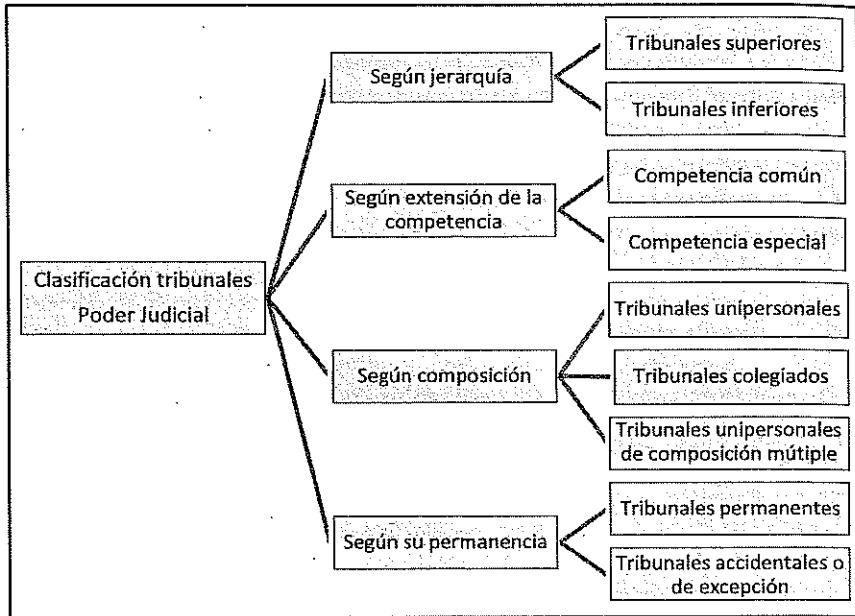 Clasificación tribunales
Poder Judicial
Según jerarquía
Tribunales superiores
Tribunales inferiores
Según extensión de la
competencia
Competencia común
Competencia especial
Según composición
Tribunales unipersonales
Tribunales colegiados
Tribunales unipersonales
de composición mútiple
Según su permanencia
Tribunales permanentes
Tribunales accidentales o
de excepción